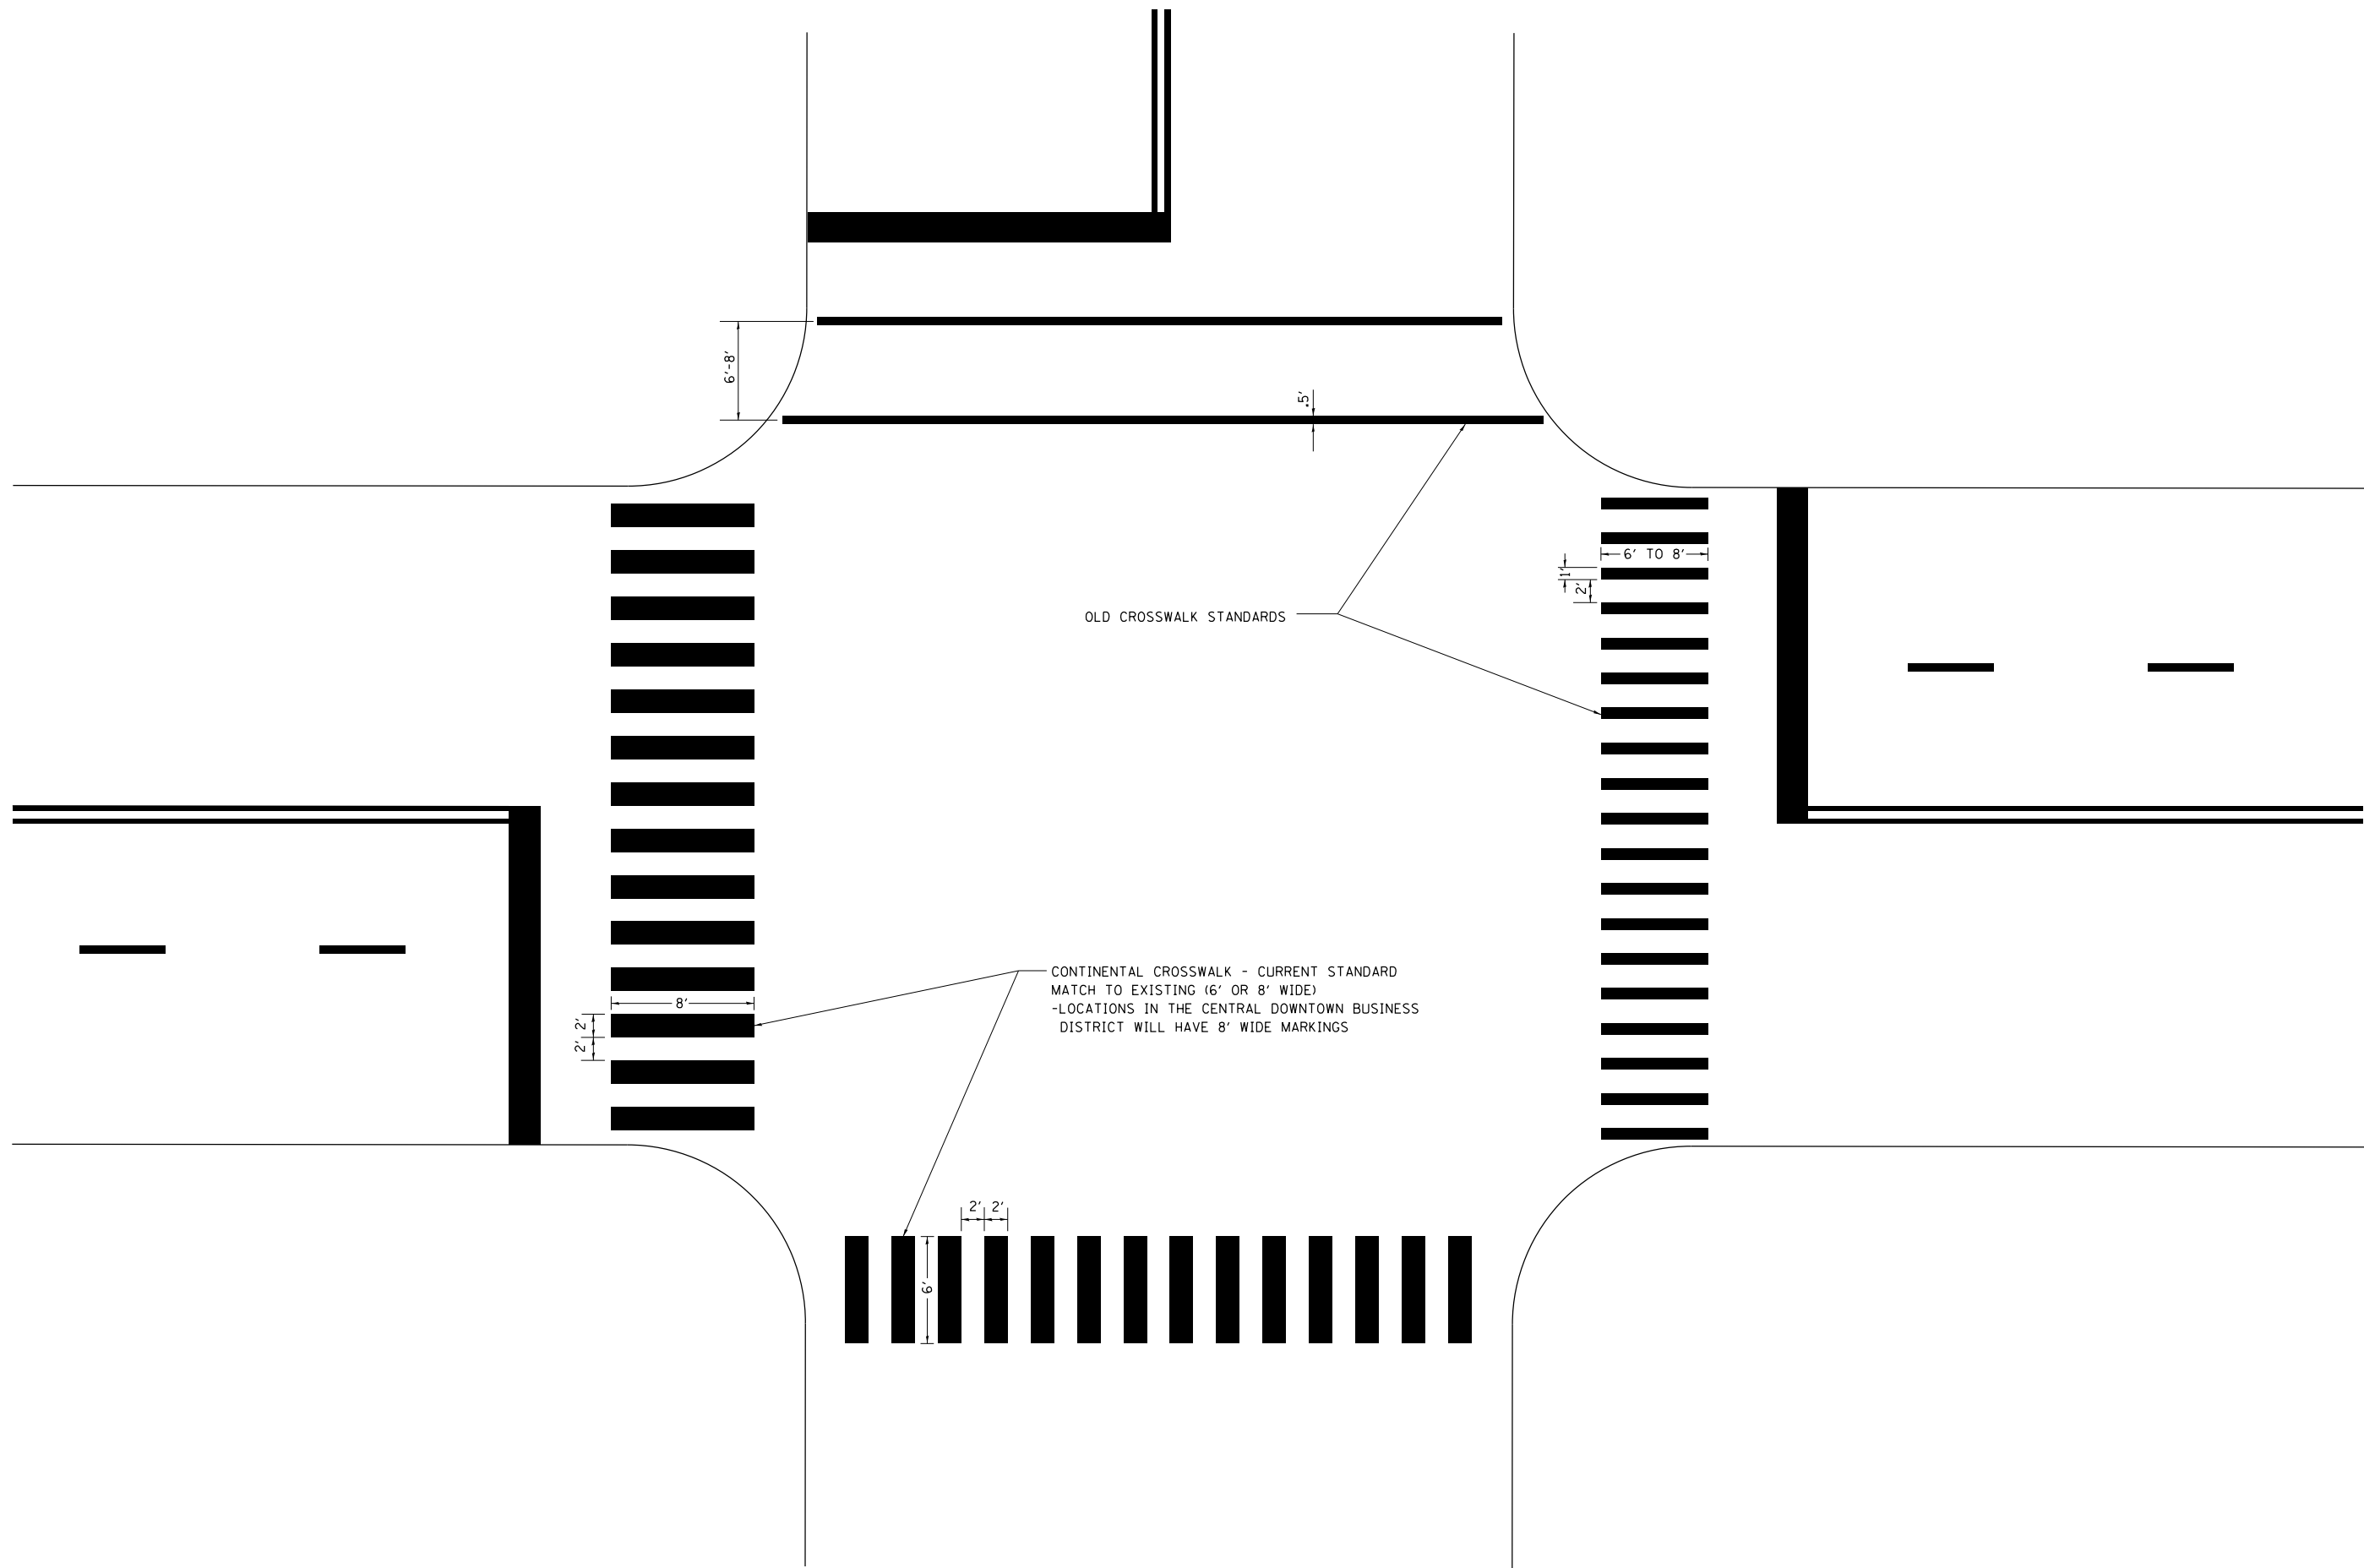 6'-8'
.5'
6' TO 8'
1'
2'
OLD CROSSWALK STANDARDS
CONTINENTAL CROSSWALK - CURRENT STANDARD
MATCH TO EXISTING (6' OR 8' WIDE)
-LOCATIONS IN THE CENTRAL DOWNTOWN BUSINESS
DISTRICT WILL HAVE 8' WIDE MARKINGS
8'
2'
2'
2' 2'
6'